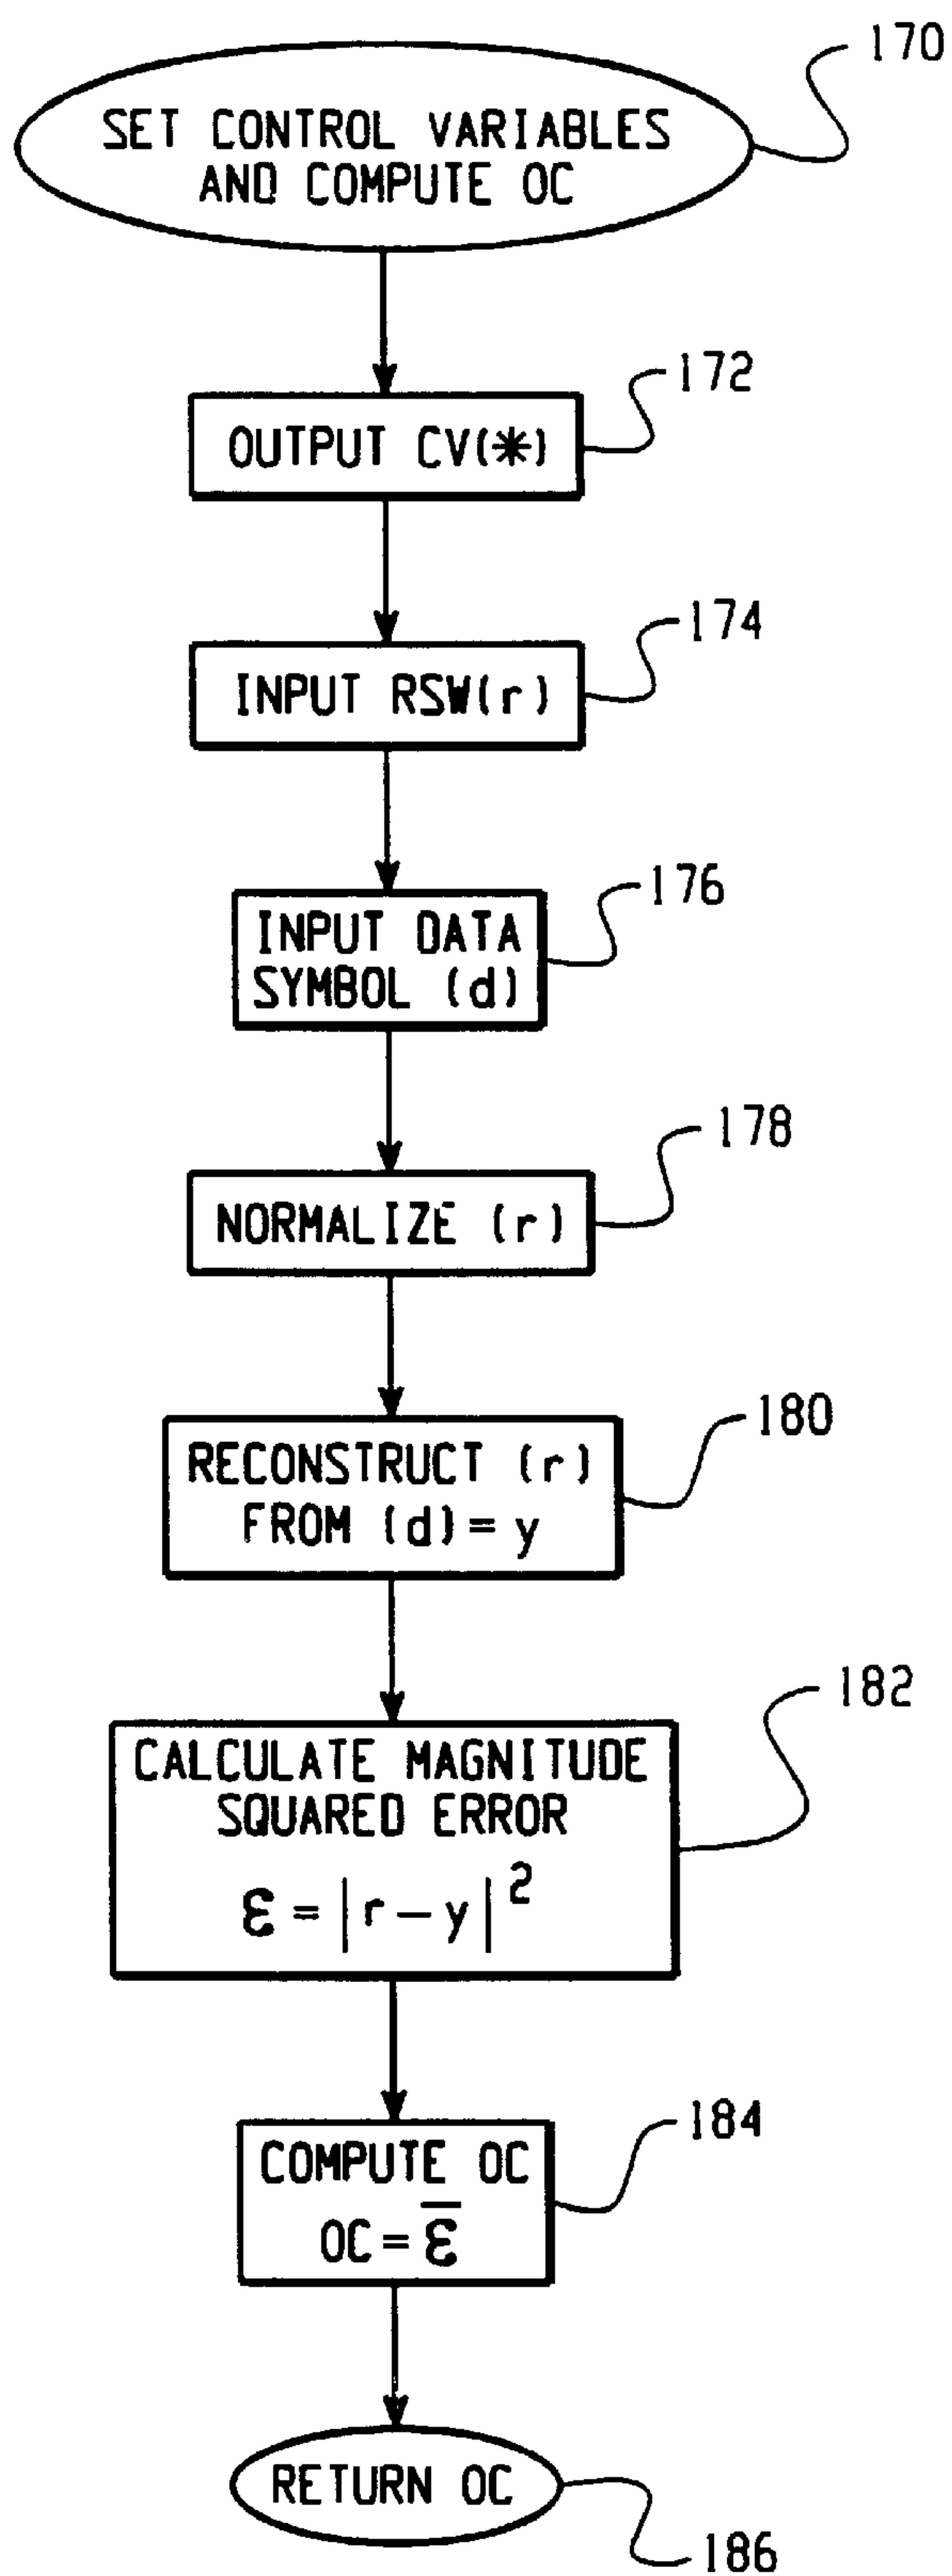 170
SET CONTROL VARIABLES
AND COMPUTE OC
172
OUTPUT CV(*)
174
INPUT RSW(r)
176
INPUT DATA
SYMBOL (d)
178
NORMALIZE (r)
180
RECONSTRUCT (r)
FROM (d) = y
182
CALCULATE MAGNITUDE
SQUARED ERROR
ε = |r − y|²
184
COMPUTE OC
OC = ε̅
RETURN OC
186